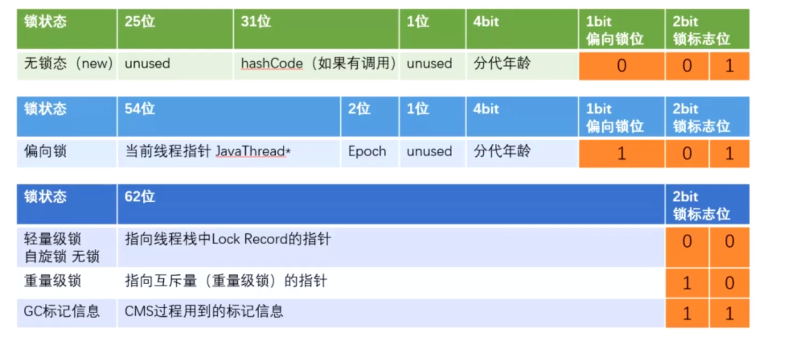 锁状态 25位 31位 1位 4bit 1bit 2bit
偏向锁位 锁标志位
无锁态（new） unused hashCode（如果有调用） unused 分代年龄 0 0 1
锁状态 54位 2位 1位 4bit 1bit 2bit
偏向锁位 锁标志位
偏向锁 当前线程指针 JavaThread* Epoch unused 分代年龄 1 0 1
锁状态 62位 2bit
锁标志位
轻量级锁 指向线程栈中Lock Record的指针 0 0
自旋锁 无锁
重量级锁 指向互斥量（重量级锁）的指针 1 0
GC标记信息 CMS过程用到的标记信息 1 1